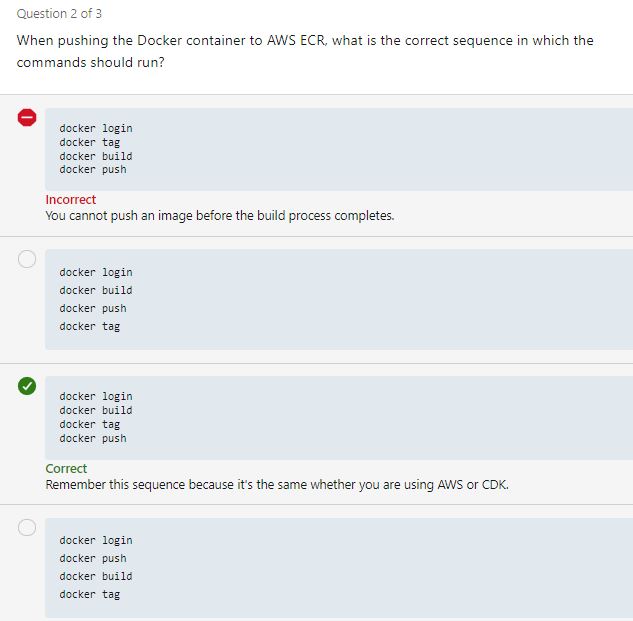 Question 2 of 3
When pushing the Docker container to AWS ECR, what is the correct sequence in which the
commands should run?
docker login
docker tag
docker build
docker push
Incorrect
You cannot push an image before the build process completes.
docker login
docker build
docker push
docker tag
docker login
docker build
docker tag
docker push
Correct
Remember this sequence because it's the same whether you are using AWS or CDK.
docker login
docker push
docker build
docker tag